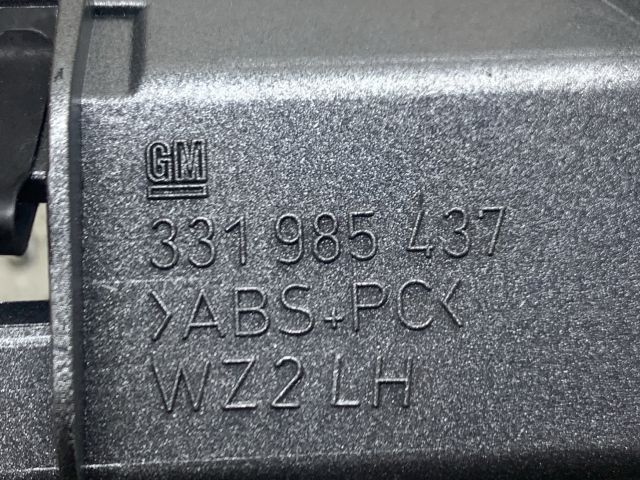 GM
331 985 437
>ABS+PC<
WZ2 LH